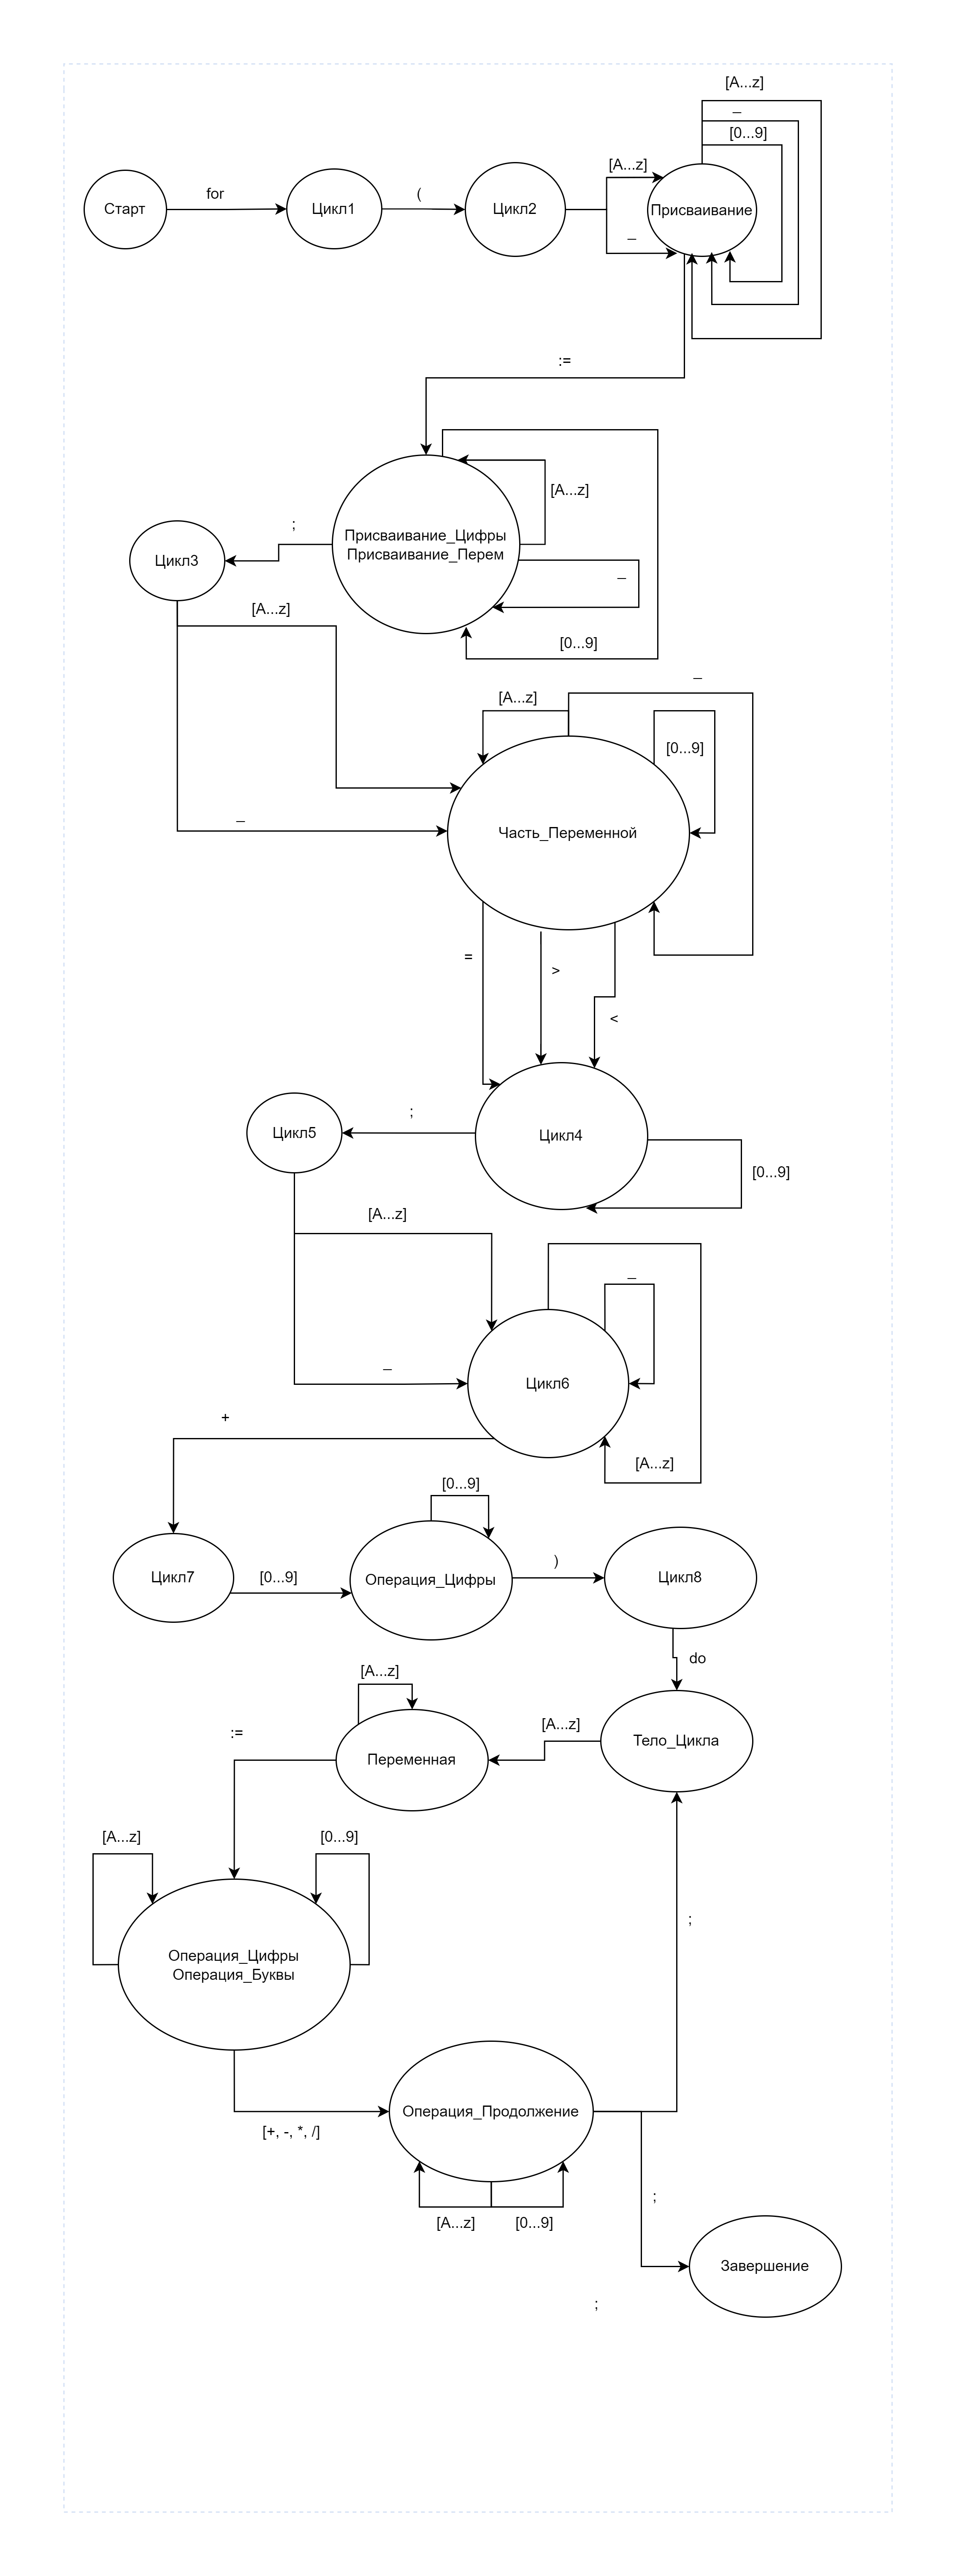 [A...z]
_
[0...9]
for
(
[A...z]
Старт
Цикл1
Цикл2
Присваивание
_
:=
[A...z]
;
Присваивание_Цифры
Присваивание_Перем
Цикл3
_
[A...z]
[0...9]
_
[A...z]
[0...9]
_
Часть_Переменной
=
>
<
;
Цикл5
Цикл4
[0...9]
[A...z]
_
_
Цикл6
+
[A...z]
[0...9]
)
Цикл7
[0...9]
Операция_Цифры
Цикл8
do
[A...z]
[A...z]
:=
Тело_Цикла
Переменная
[A...z]
[0...9]
;
Операция_Цифры
Операция_Буквы
Операция_Продолжение
[+, -, *, /]
;
[A...z]
[0...9]
Завершение
;